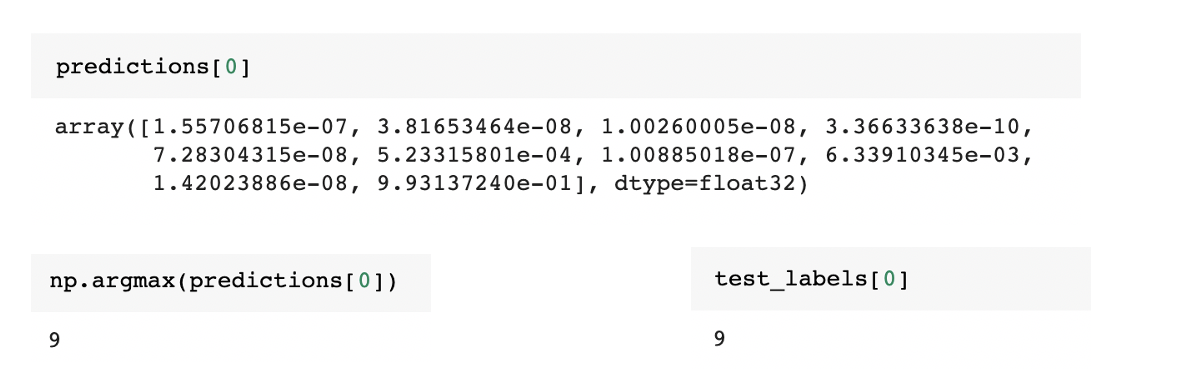 predictions[0]
array([1.55706815e-07, 3.81653464e-08, 1.00260005e-08, 3.36633638e-10,
7.28304315e-08, 5.23315801e-04, 1.00885018e-07, 6.33910345e-03,
1.42023886e-08, 9.93137240e-01], dtype=float32)
np.argmax(predictions[0])
9
test_labels[0]
9